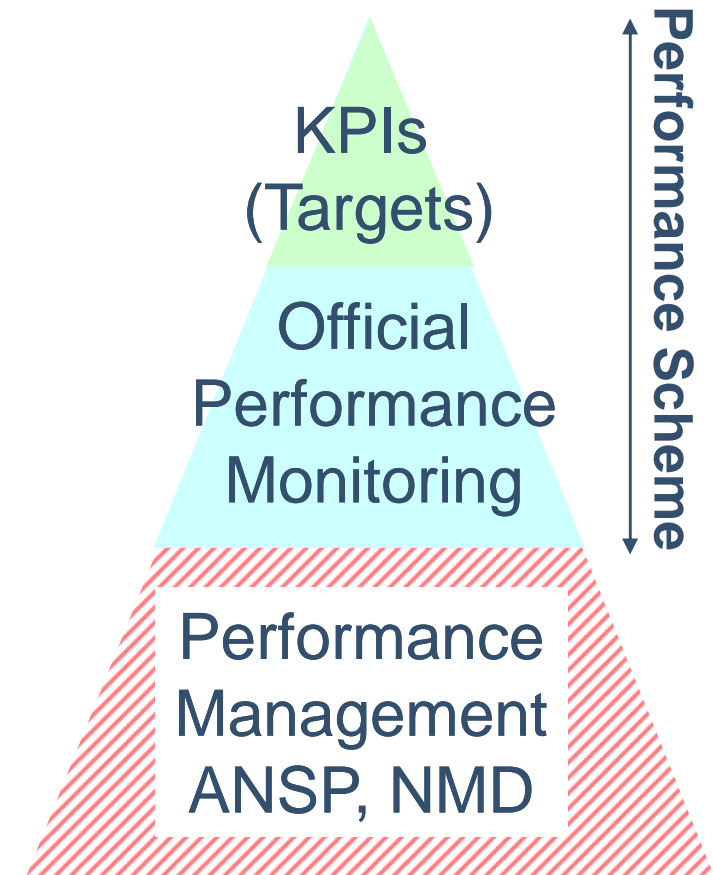 KPIs
(Targets)
Official
Performance
Monitoring
Performance
Management
ANSP, NMD
Performance Scheme